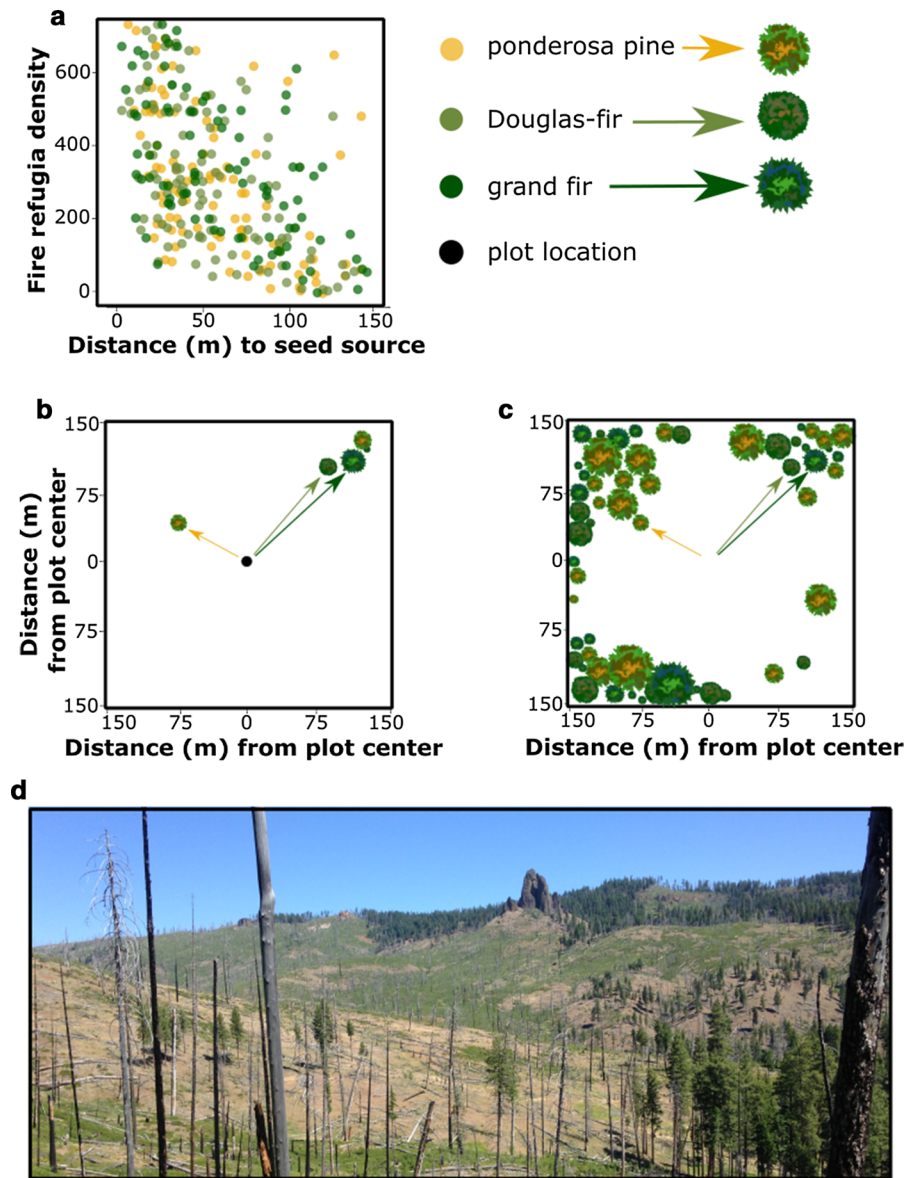 a
Fire refugia density
600
400
200
0
0 50 100 150
Distance (m) to seed source
ponderosa pine
Douglas-fir
grand fir
plot location
b
Distance (m)
from plot center
150
75
0
75
150
150 75 0 75 150
Distance (m) from plot center
c
150
75
0
75
150
150 75 0 75 150
Distance (m) from plot center
d